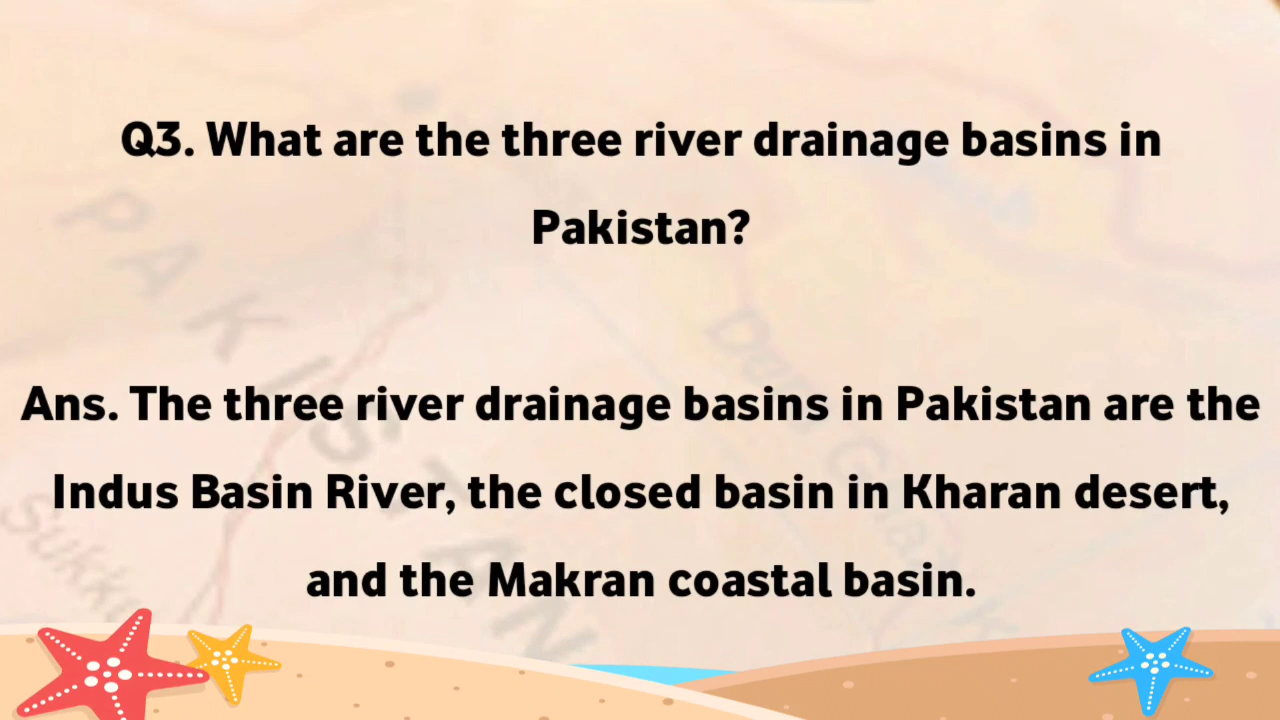 Q3. What are the three river drainage basins in
Pakistan?
Ans. The three river drainage basins in Pakistan are the
Indus Basin River, the closed basin in Kharan desert,
and the Makran coastal basin.
PAKISTAN